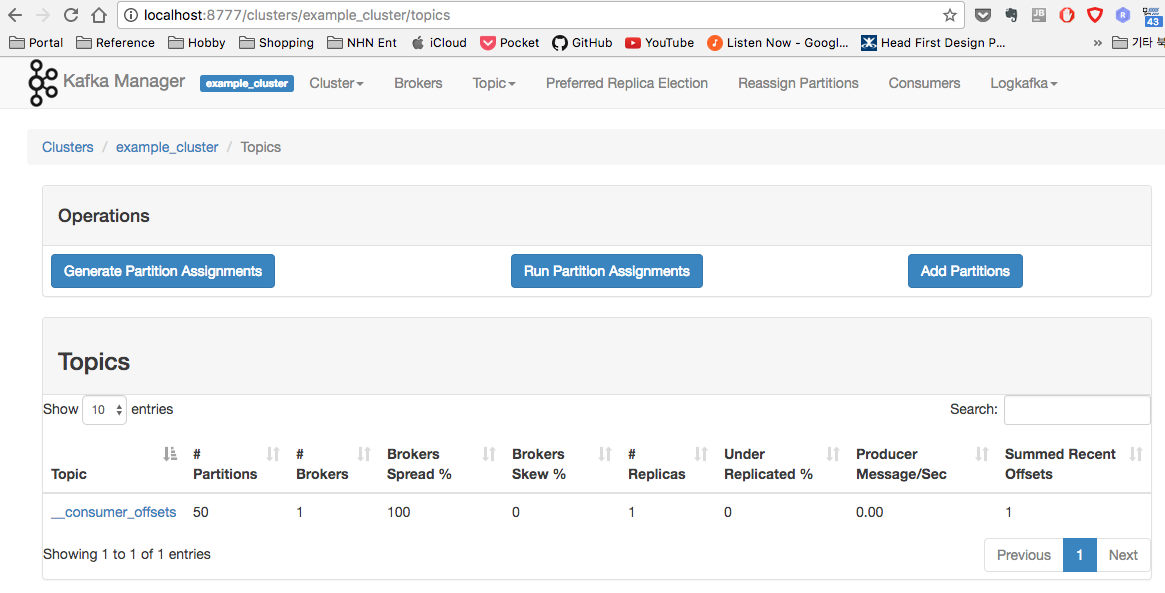 localhost:8777/clusters/example_cluster/topics
43
Portal Reference Hobby Shopping NHN Ent iCloud Pocket GitHub YouTube Listen Now - Googl... Head First Design P... » 기타 북
Kafka Manager example_cluster Cluster Brokers Topic Preferred Replica Election Reassign Partitions Consumers Logkafka
Clusters / example_cluster / Topics
Operations
Generate Partition Assignments Run Partition Assignments Add Partitions
Topics
Show 10 entries Search:
Topic # Partitions # Brokers Brokers Spread % Brokers Skew % # Replicas Under Replicated % Producer Message/Sec Summed Recent Offsets
__consumer_offsets 50 1 100 0 1 0 0.00 1
Showing 1 to 1 of 1 entries Previous 1 Next